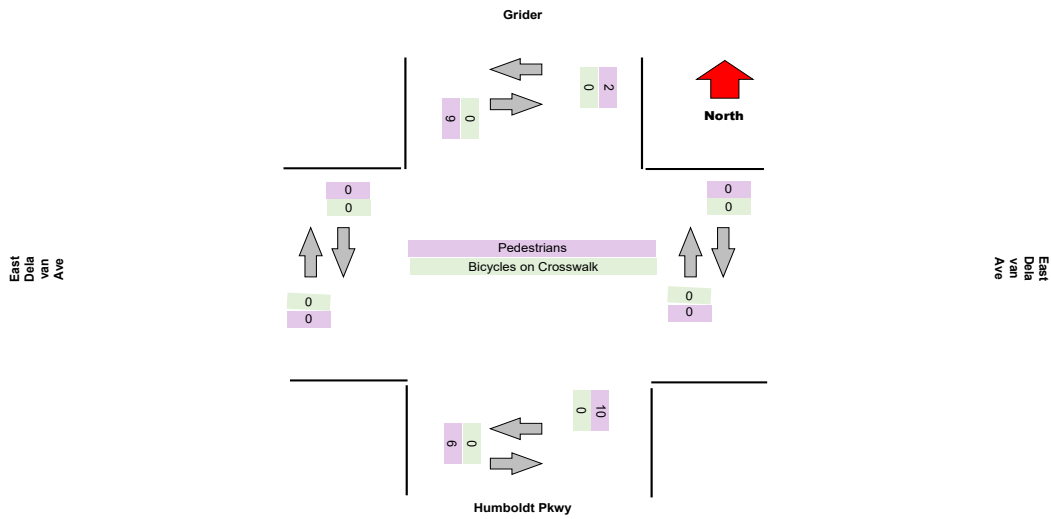 Grider
0
2
9
0
North
0
0
0
0
Pedestrians
Bicycles on Crosswalk
East
Dela
van
Ave
East
Dela
van
Ave
0
0
0
0
0
10
6
0
Humboldt Pkwy